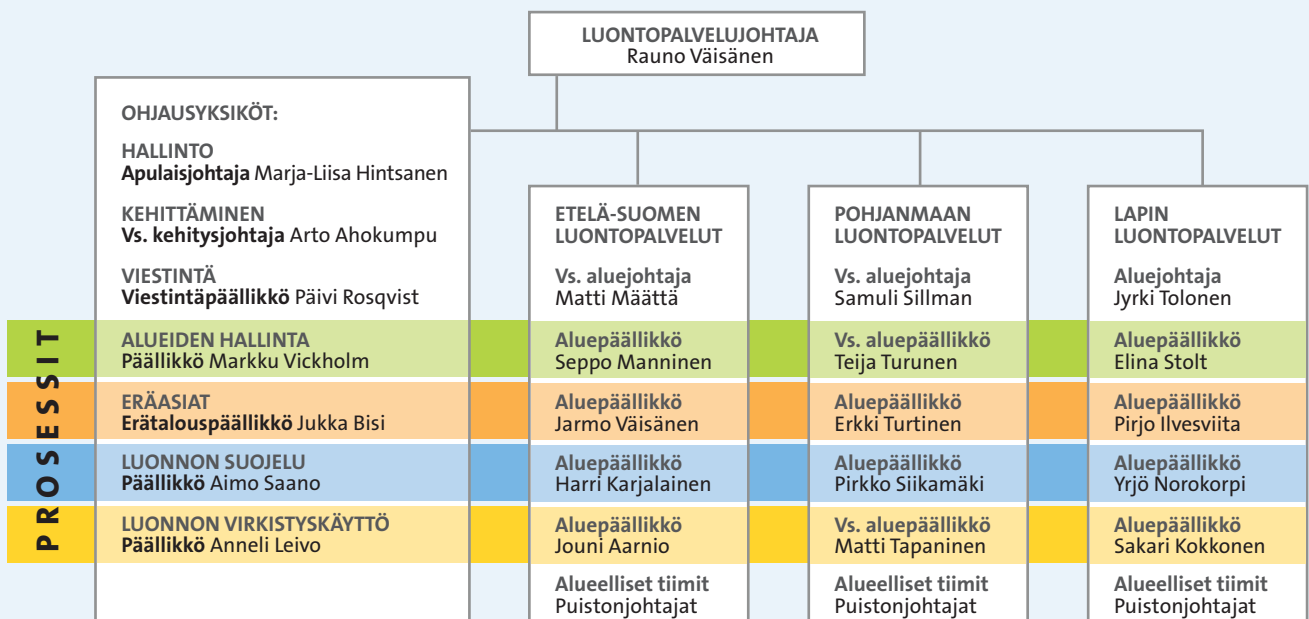 LUONTOPALVELUJOHTAJA
Rauno Väisänen
OHJAUSYKSIKÖT:
HALLINTO
Apulaisjohtaja Marja-Liisa Hintsanen
KEHITTÄMINEN
Vs. kehitysjohtaja Arto Ahokumpu
VIESTINTÄ
Viestintäpäällikkö Päivi Rosqvist
PROSESSIT
ALUEIDEN HALLINTA
Päällikkö Markku Vickholm
ERÄASIAT
Erätalouspäällikkö Jukka Bisi
LUONNON SUOJELU
Päällikkö Aimo Saano
LUONNON VIRKISTYSKÄYTTÖ
Päällikkö Anneli Leivo
ETELÄ-SUOMEN
LUONTOPALVELUT
Vs. aluejohtaja
Matti Määttä
Aluepäällikkö
Seppo Manninen
Aluepäällikkö
Jarmo Väisänen
Aluepäällikkö
Harri Karjalainen
Aluepäällikkö
Jouni Aarnio
Alueelliset tiimit
Puistonjohtajat
POHJANMAAN
LUONTOPALVELUT
Vs. aluejohtaja
Samuli Sillman
Vs. aluepäällikkö
Teija Turunen
Aluepäällikkö
Erkki Turtinen
Aluepäällikkö
Pirkko Siikamäki
Vs. aluepäällikkö
Matti Tapaninen
Alueelliset tiimit
Puistonjohtajat
LAPIN
LUONTOPALVELUT
Aluejohtaja
Jyrki Tolonen
Aluepäällikkö
Elina Stolt
Aluepäällikkö
Pirjo Ilvesviita
Aluepäällikkö
Yrjö Norokorpi
Aluepäällikkö
Sakari Kokkonen
Alueelliset tiimit
Puistonjohtajat